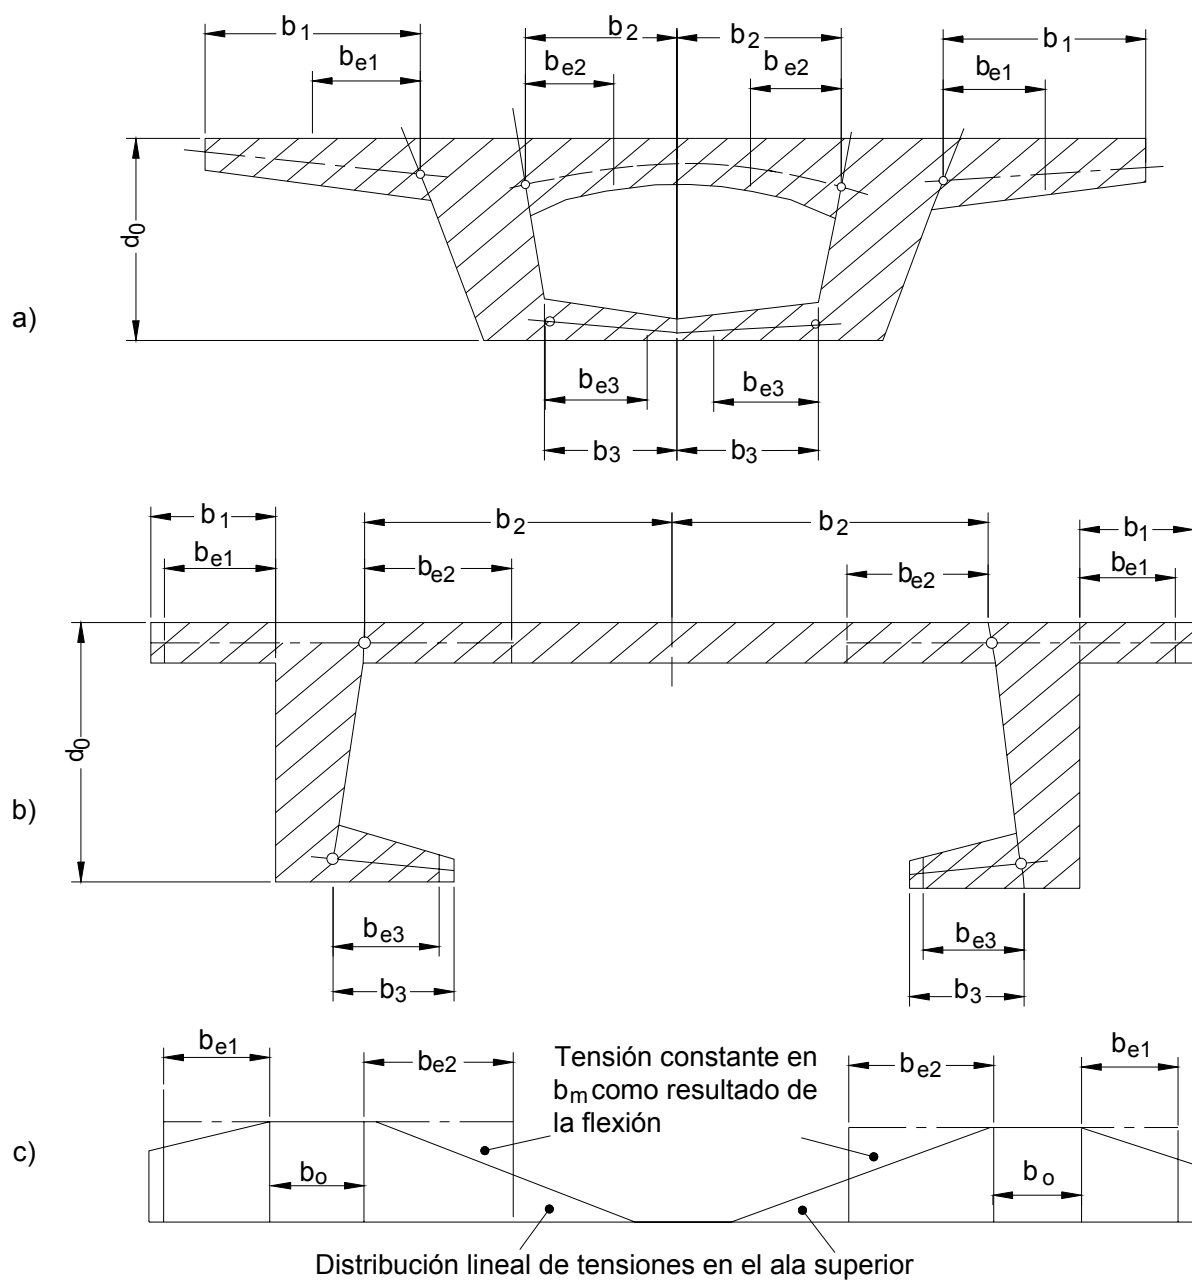 b1 b2 b2 b1
be1 be2 be2 be1
d0
a)
be3 be3
b3 b3
b1 b2 b2 b1
be1 be2 be2 be1
d0
b)
be3 be3
b3 b3
be1 be2 be2 be1
Tensión constante en
bm como resultado de
la flexión
c)
bo bo
Distribución lineal de tensiones en el ala superior